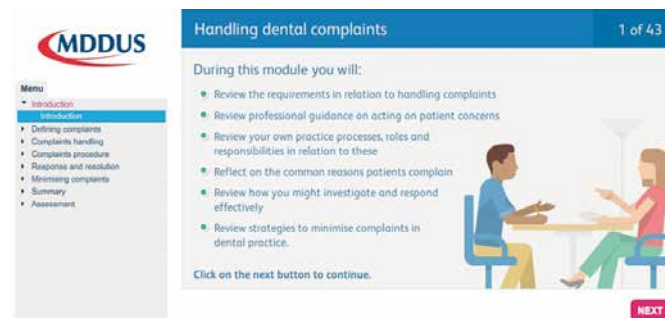 MDDUS
Handling dental complaints
1 of 43
Menu
Introduction
Introduction
Defining complaints
Complaints handling
Complaints procedure
Response and resolution
Minimising complaints
Summary
Assessment
During this module you will:
Review the requirements in relation to handling complaints
Review professional guidance on acting on patient concerns
Review your own practice processes, roles and
responsibilities in relation to these
Reflect on the common reasons patients complain
Review how you might investigate and respond
effectively
Review strategies to minimise complaints in
dental practice.
Click on the next button to continue.
NEXT